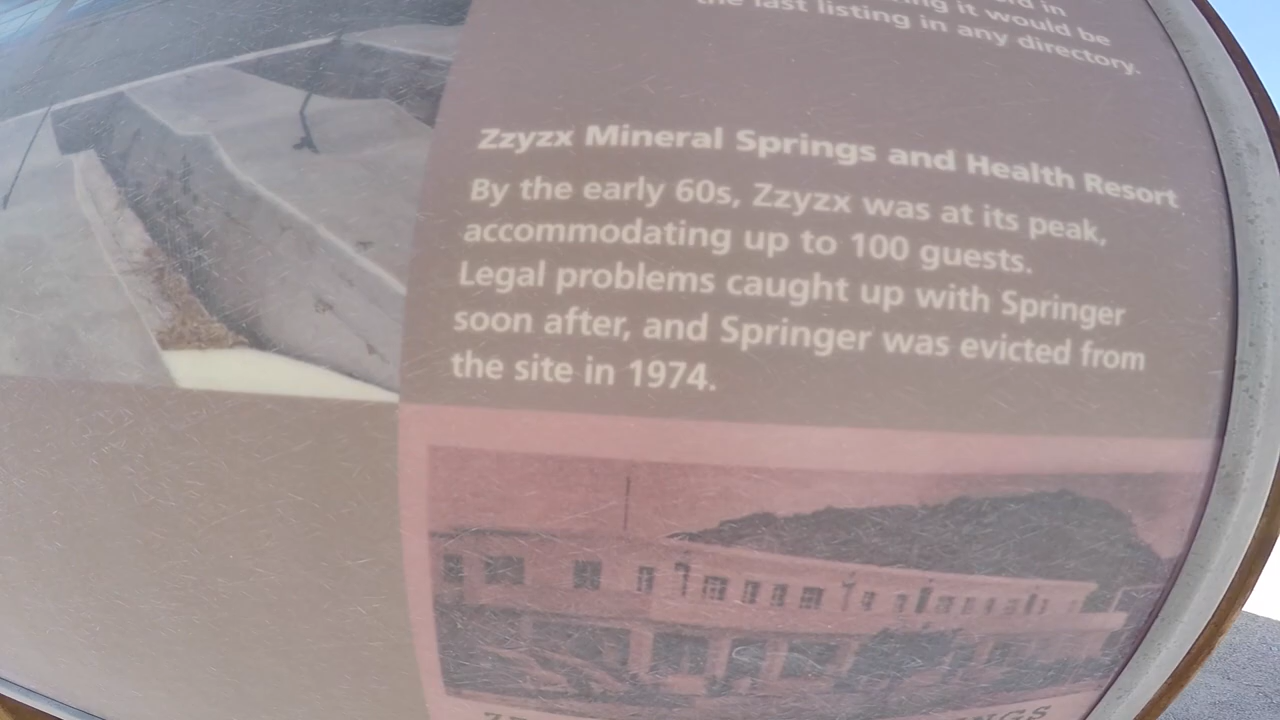 in
it would be
the last listing in any directory.
Zzyzx Mineral Springs and Health Resort
By the early 60s, Zzyzx was at its peak,
accommodating up to 100 guests.
Legal problems caught up with Springer
soon after, and Springer was evicted from
the site in 1974.